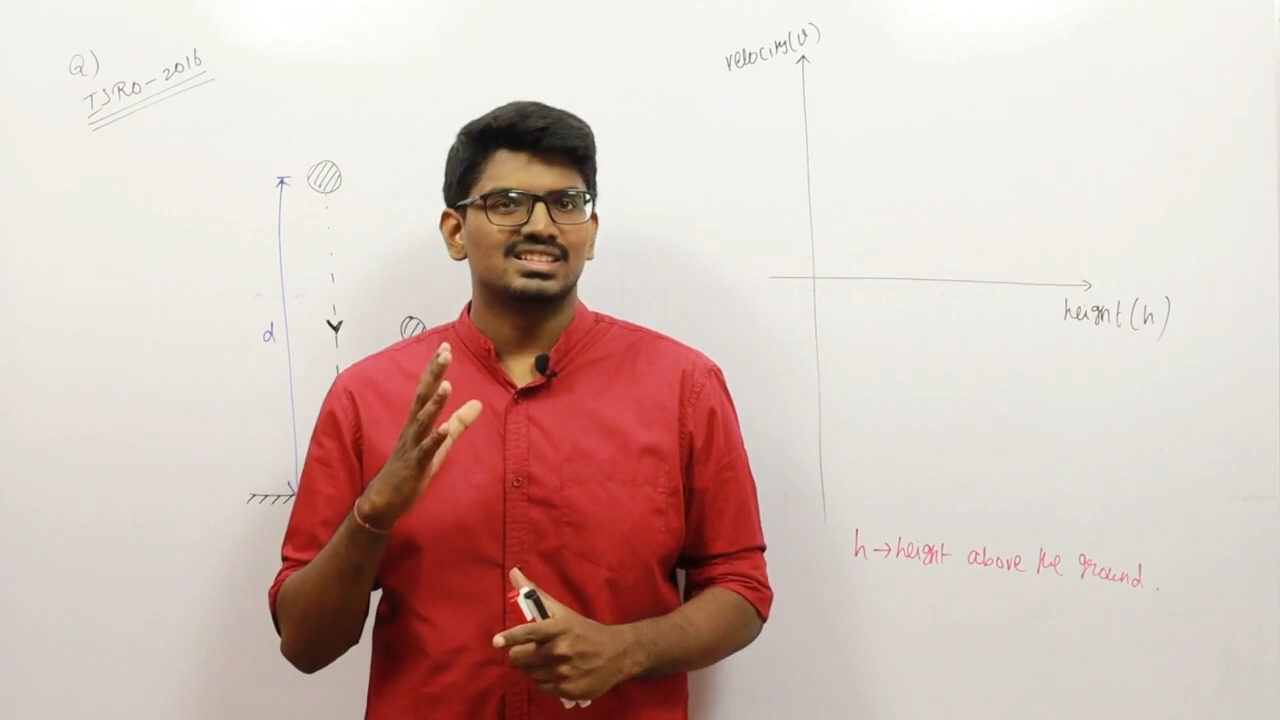 Q)
ISRO-2016
velocity(v)
d
height(h)
h→height above the ground.